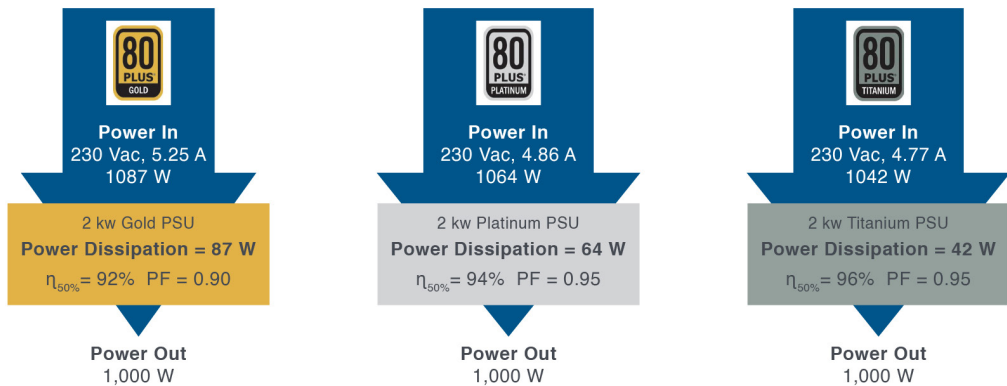 80
PLUS®
GOLD
Power In
230 Vac, 5.25 A
1087 W
2 kw Gold PSU
Power Dissipation = 87 W
η50%= 92% PF = 0.90
Power Out
1,000 W
80
PLUS®
PLATINUM
Power In
230 Vac, 4.86 A
1064 W
2 kw Platinum PSU
Power Dissipation = 64 W
η50%= 94% PF = 0.95
Power Out
1,000 W
80
PLUS®
TITANIUM
Power In
230 Vac, 4.77 A
1042 W
2 kw Titanium PSU
Power Dissipation = 42 W
η50%= 96% PF = 0.95
Power Out
1,000 W